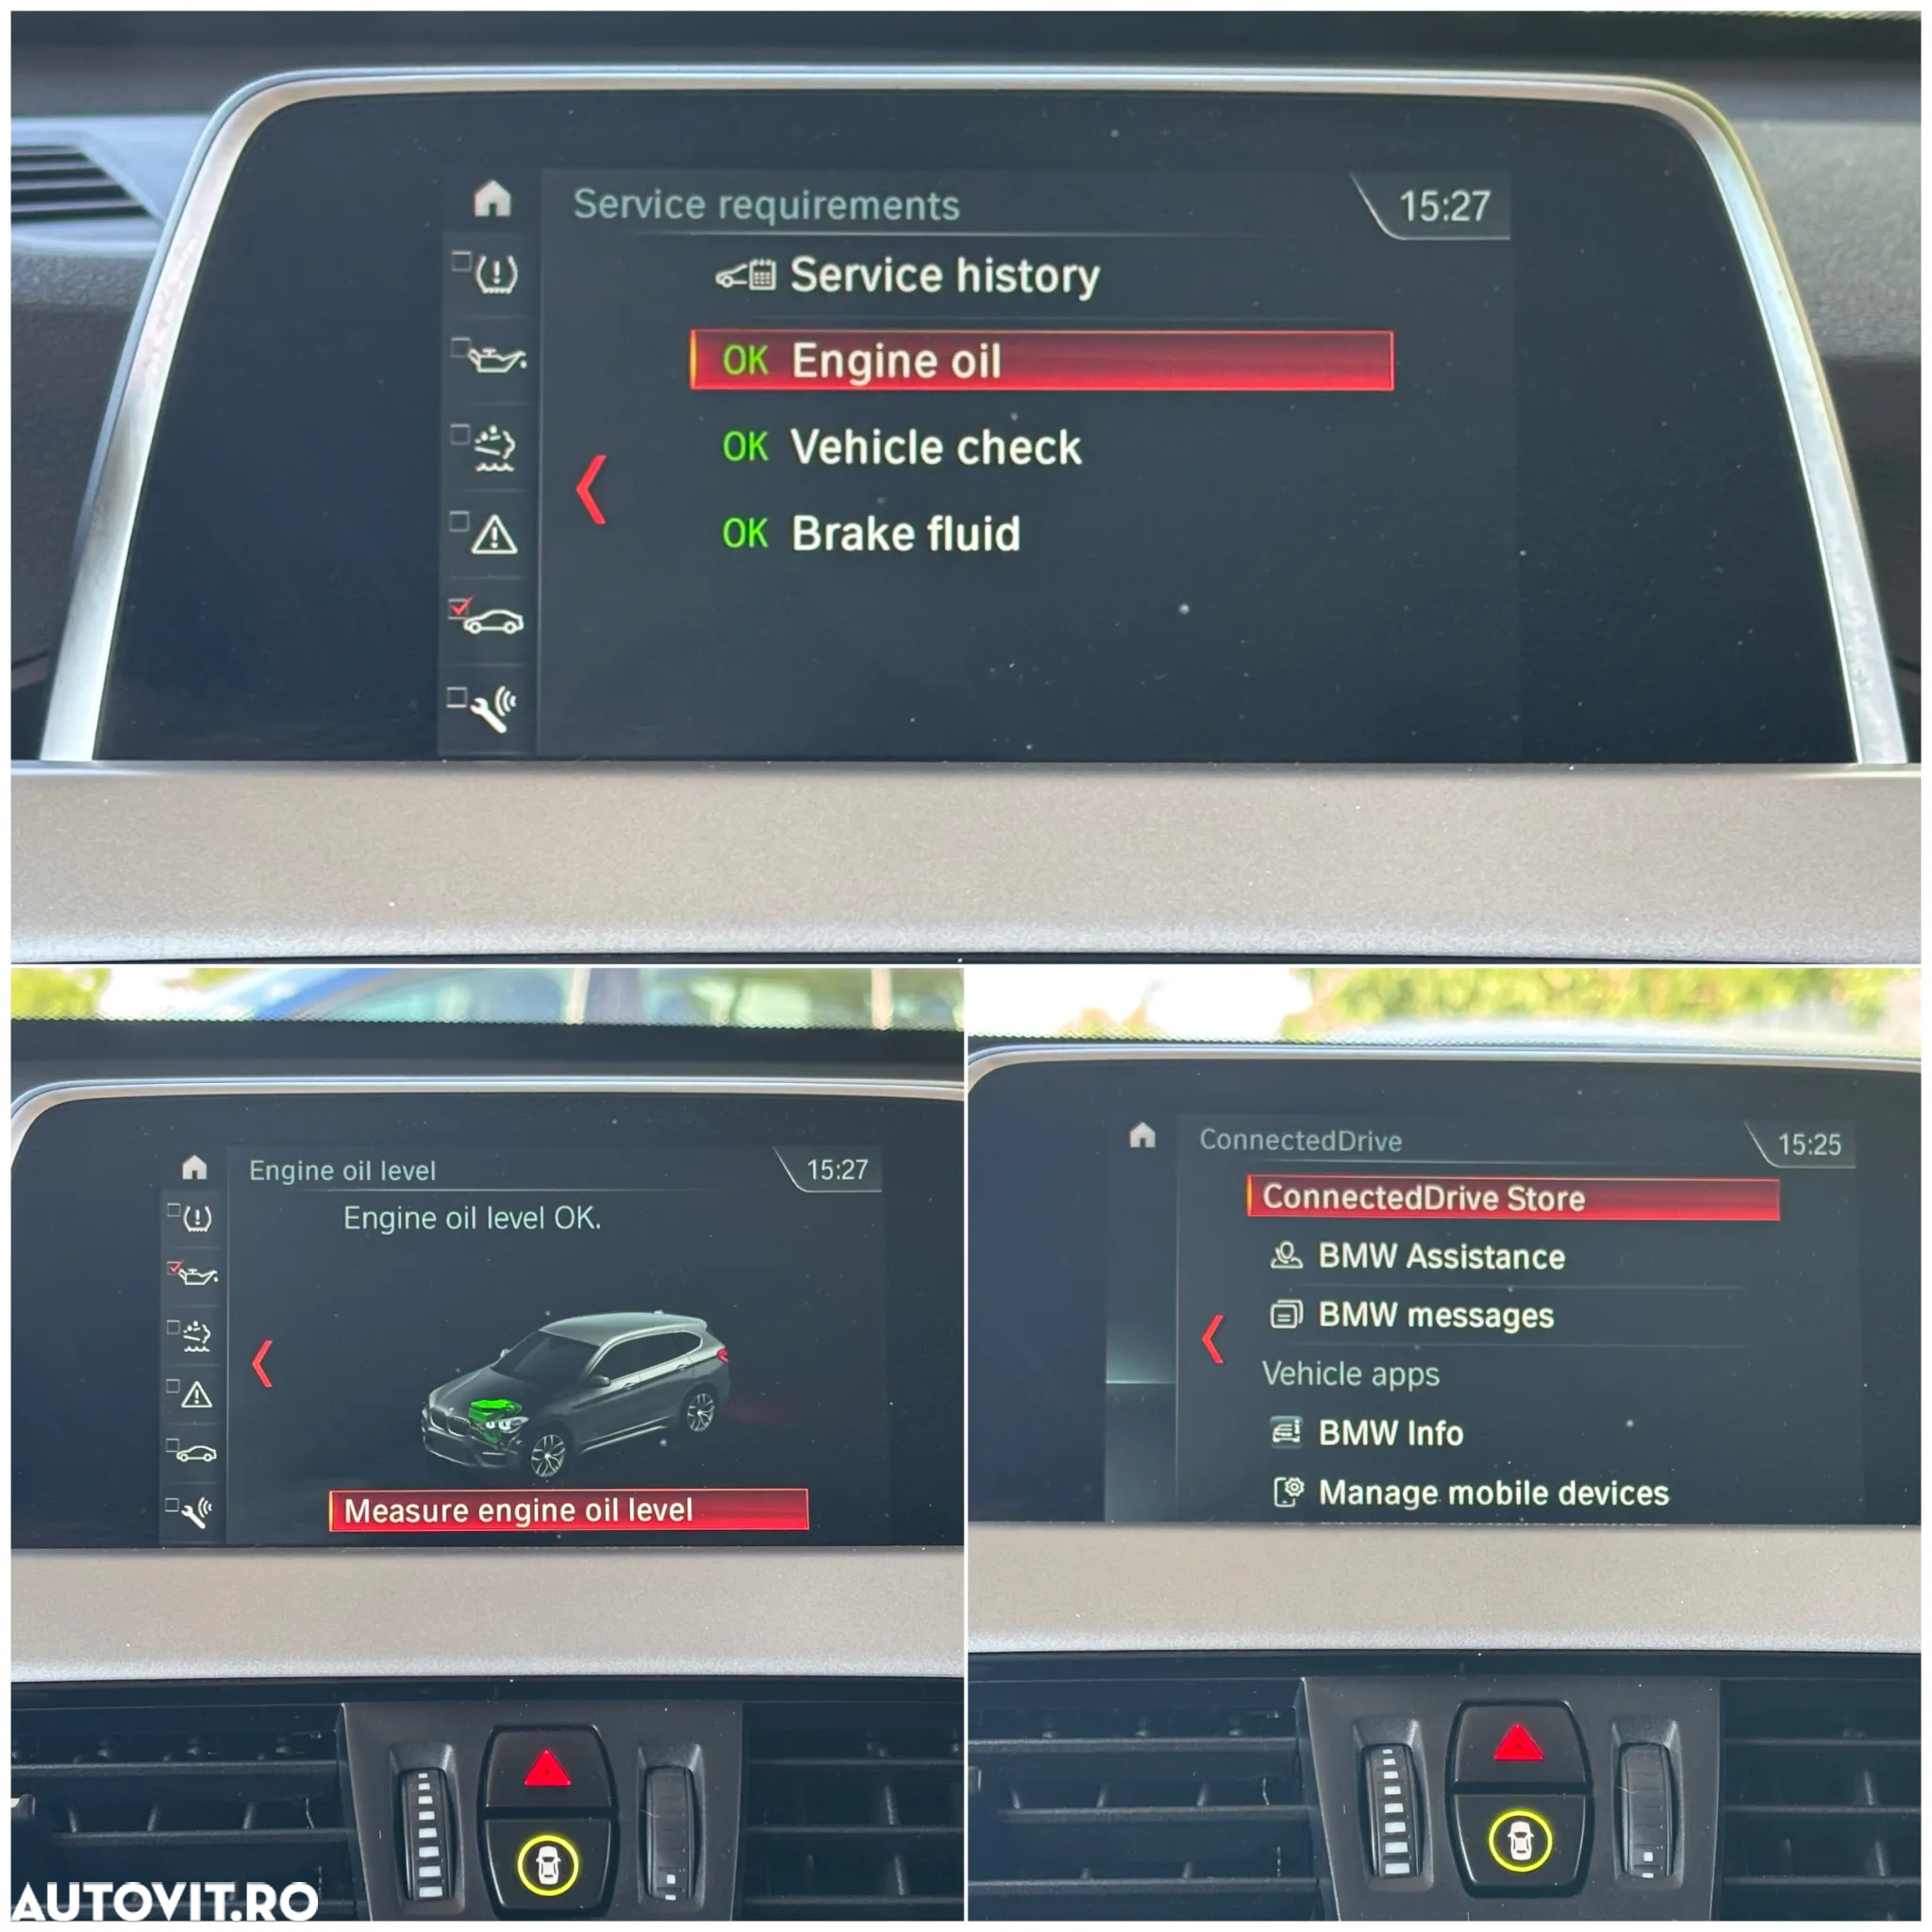 Service requirements
15:27
Service history
OK Engine oil
OK Vehicle check
OK Brake fluid
Engine oil level
15:27
Engine oil level OK.
Measure engine oil level
ConnectedDrive
15:25
ConnectedDrive Store
BMW Assistance
BMW messages
Vehicle apps
BMW Info
Manage mobile devices
AUTOVIT.RO